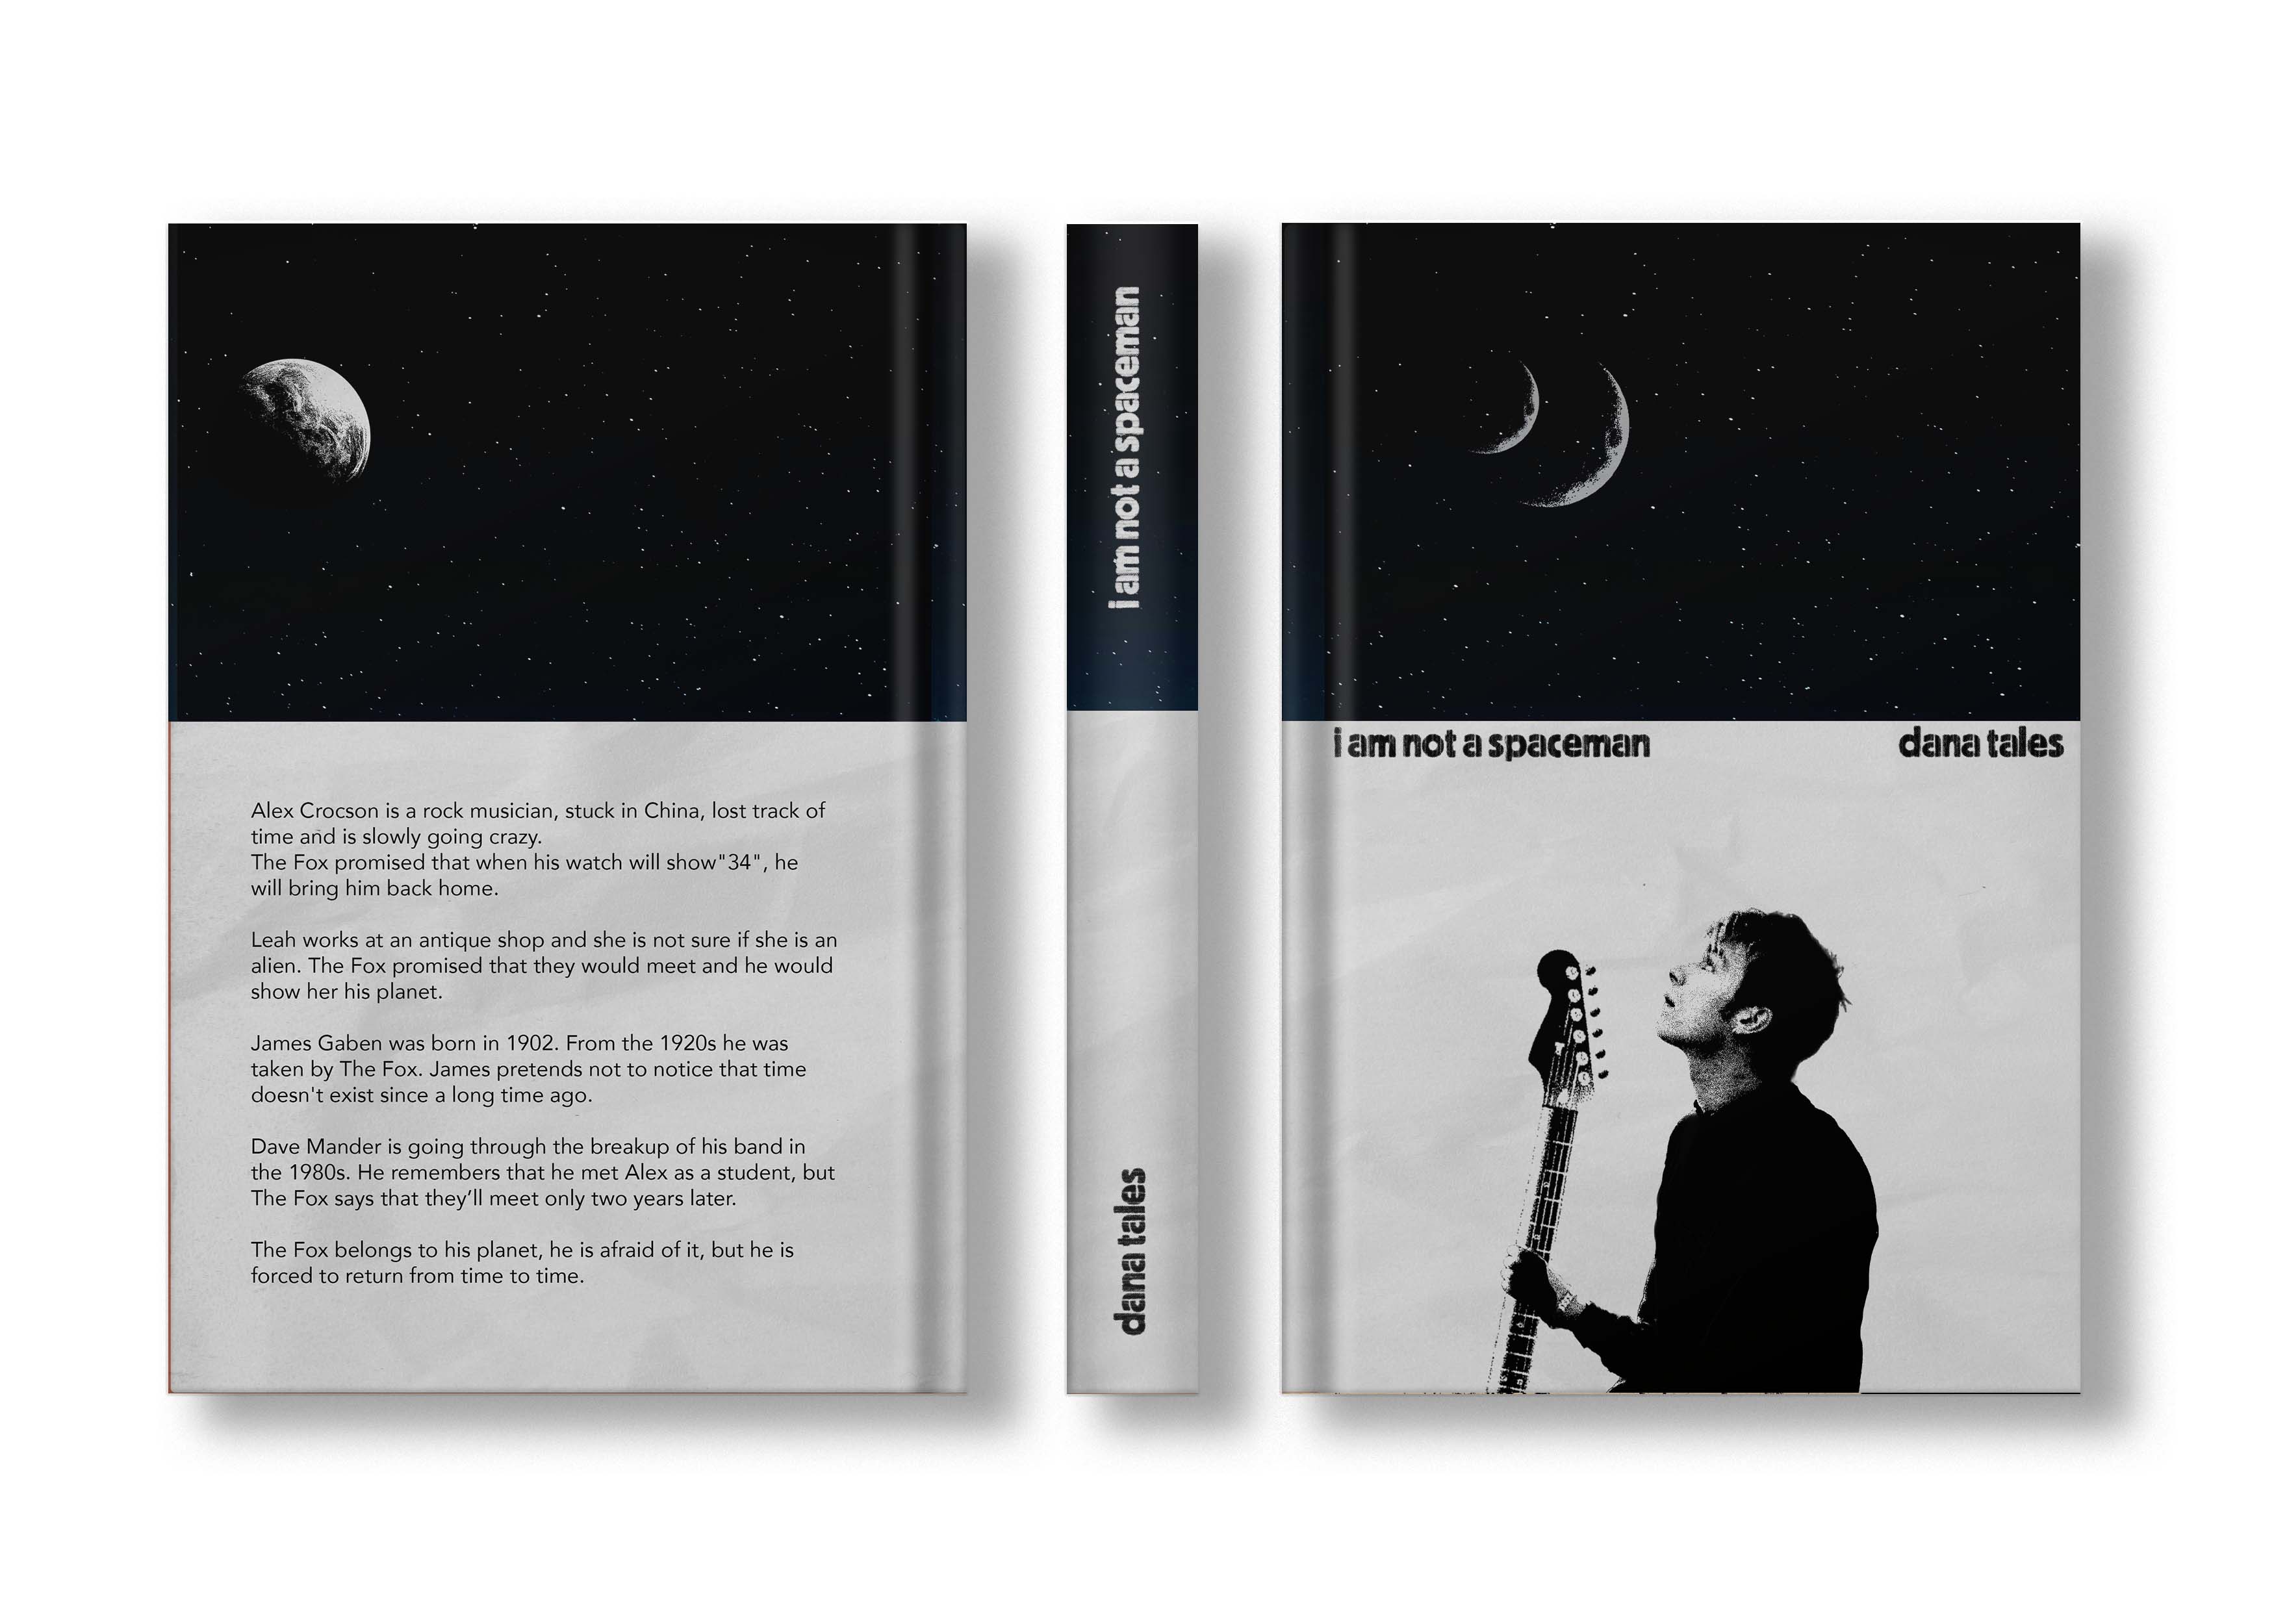 Alex Crocson is a rock musician, stuck in China, lost track of
time and is slowly going crazy.
The Fox promised that when his watch will show"34", he
will bring him back home.
Leah works at an antique shop and she is not sure if she is an
alien. The Fox promised that they would meet and he would
show her his planet.
James Gaben was born in 1902. From the 1920s he was
taken by The Fox. James pretends not to notice that time
doesn't exist since a long time ago.
Dave Mander is going through the breakup of his band in
the 1980s. He remembers that he met Alex as a student, but
The Fox says that they’ll meet only two years later.
The Fox belongs to his planet, he is afraid of it, but he is
forced to return from time to time.
i am not a spaceman
dana tales
i am not a spaceman
dana tales